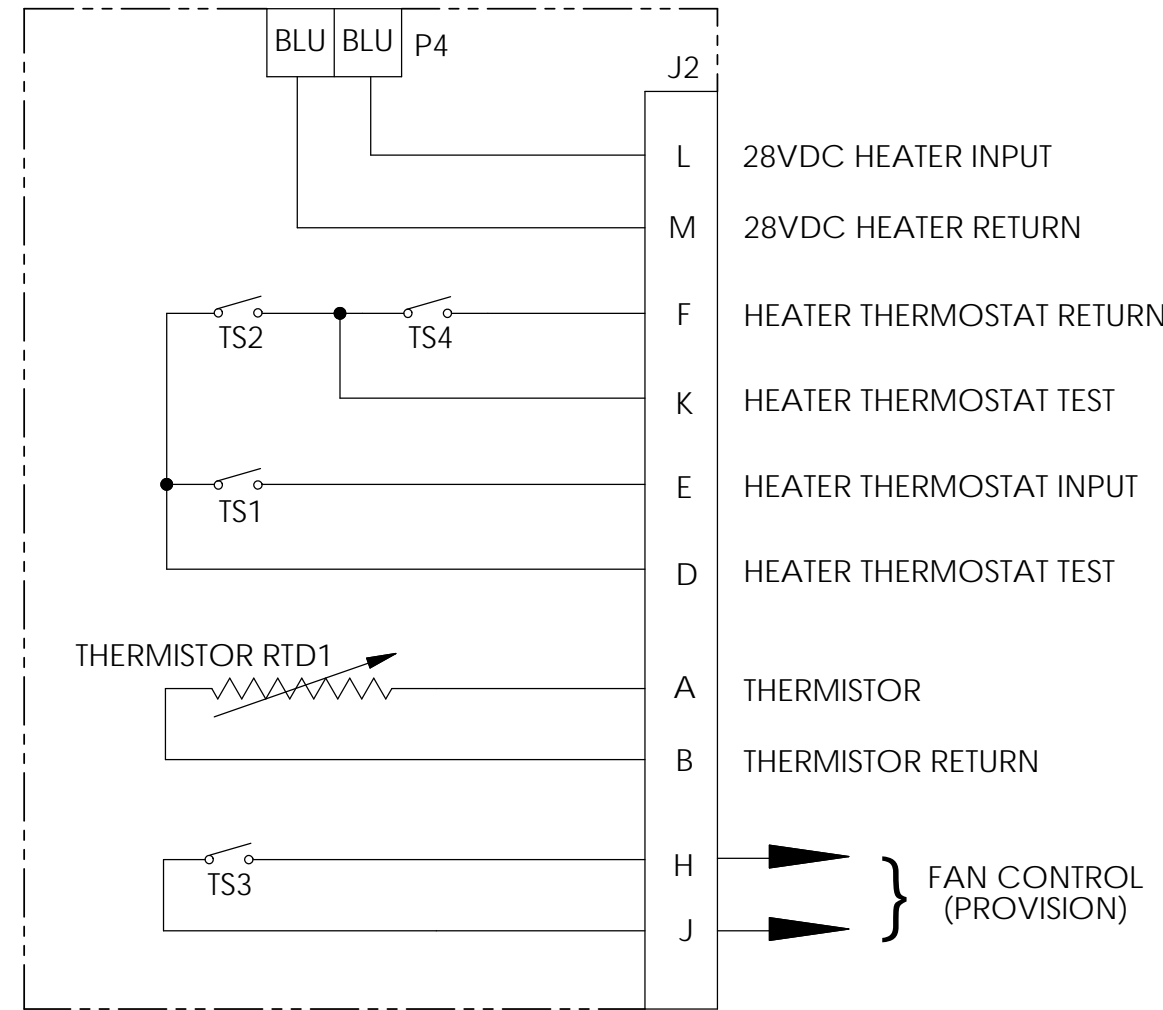 BLU BLU P4
J2
L 28VDC HEATER INPUT
M 28VDC HEATER RETURN
F HEATER THERMOSTAT RETURN
TS2 TS4
K HEATER THERMOSTAT TEST
E HEATER THERMOSTAT INPUT
TS1
D HEATER THERMOSTAT TEST
THERMISTOR RTD1
A THERMISTOR
B THERMISTOR RETURN
H
TS3
FAN CONTROL
(PROVISION)
J